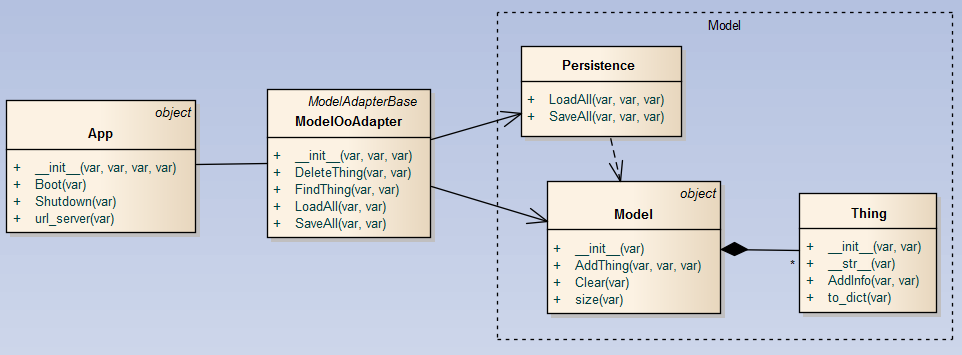 Model
Persistence
+ LoadAll(var, var, var)
+ SaveAll(var, var, var)
object
App
+ __init__(var, var, var, var)
+ Boot(var)
+ Shutdown(var)
+ url_server(var)
ModelAdapterBase
ModelOoAdapter
+ __init__(var, var, var)
+ DeleteThing(var, var)
+ FindThing(var, var)
+ LoadAll(var, var)
+ SaveAll(var, var)
object
Model
+ __init__(var)
+ AddThing(var, var, var)
+ Clear(var)
+ size(var)
*
Thing
+ __init__(var, var)
+ __str__(var)
+ AddInfo(var, var)
+ to_dict(var)